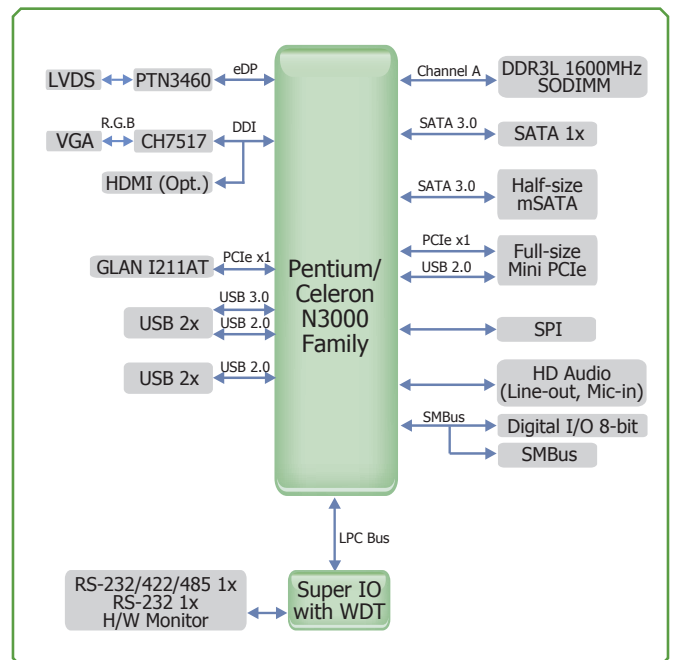 LVDS
PTN3460
eDP
VGA
R.G.B
CH7517
DDI
HDMI (Opt.)
GLAN I211AT
PCIe x1
USB 2x
USB 3.0
USB 2.0
USB 2x
USB 2.0
Pentium/
Celeron
N3000
Family
Channel A
DDR3L 1600MHz
SODIMM
SATA 3.0
SATA 1x
SATA 3.0
Half-size
mSATA
PCIe x1
USB 2.0
Full-size
Mini PCIe
SPI
HD Audio
(Line-out, Mic-in)
SMBus
Digital I/O 8-bit
SMBus
LPC Bus
RS-232/422/485 1x
RS-232 1x
H/W Monitor
Super IO
with WDT